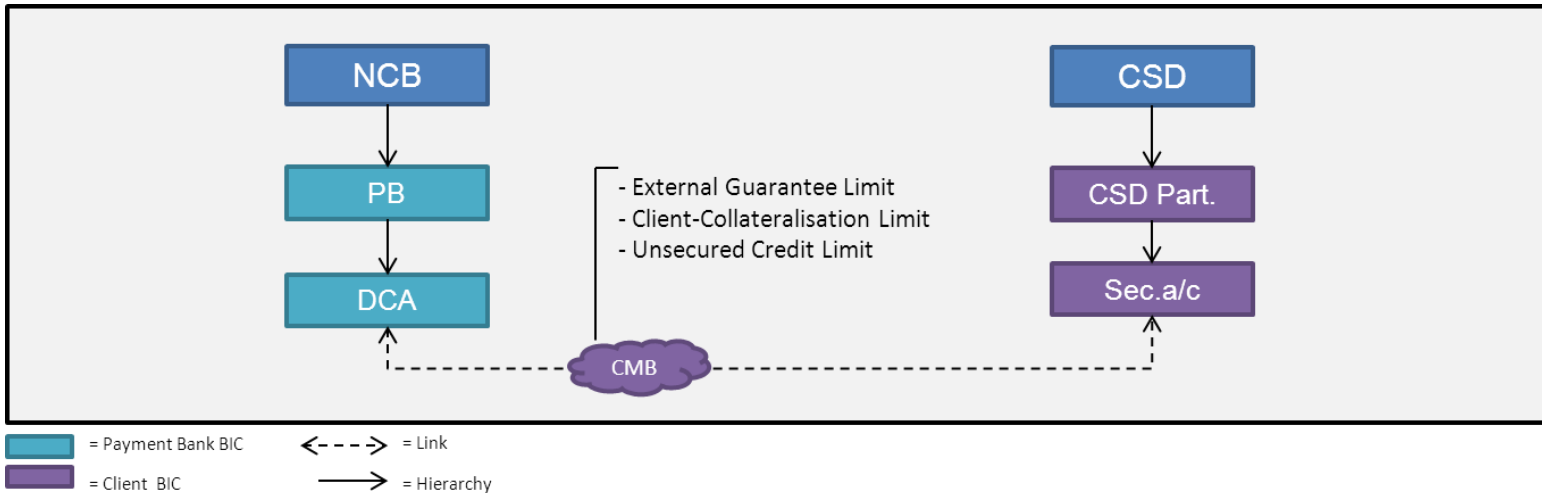 NCB
CSD
PB
CSD Part.
- External Guarantee Limit
- Client-Collateralisation Limit
- Unsecured Credit Limit
DCA
Sec.a/c
CMB
= Payment Bank BIC
= Link
= Client BIC
= Hierarchy